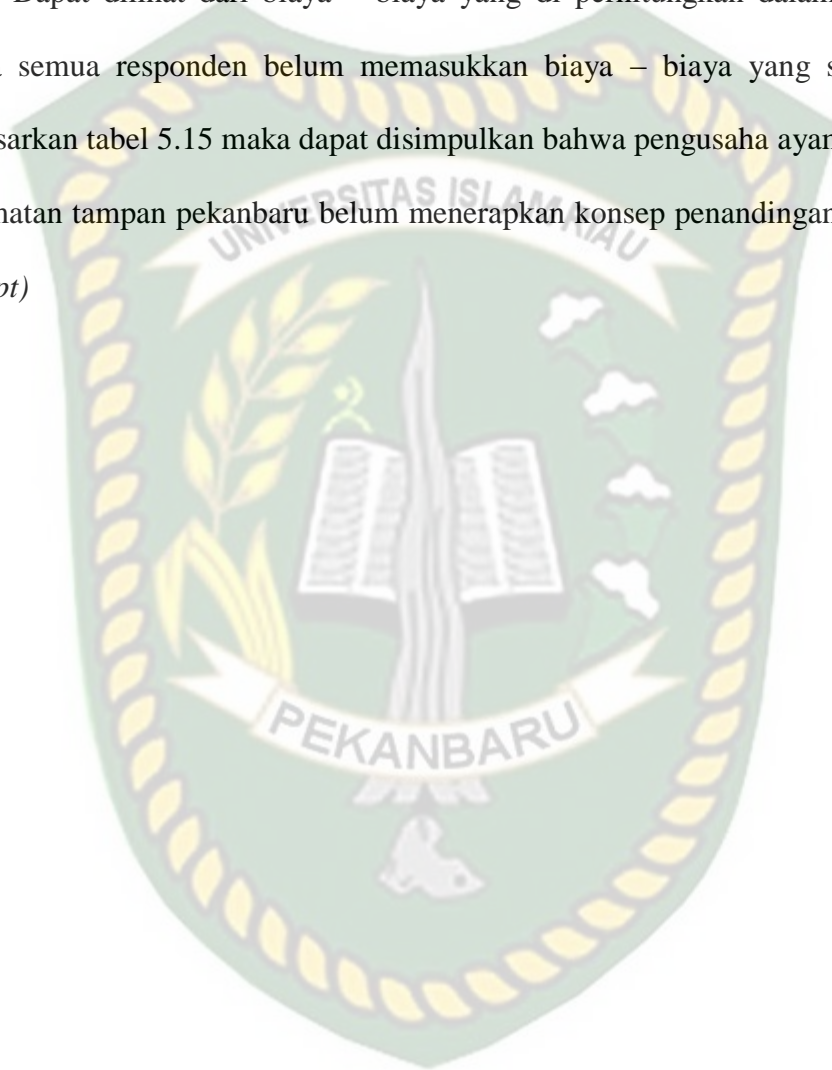 Dapat dilihat dari biaya – biaya yang di perhitungkan dalam
semua responden belum memasukkan biaya – biaya yang s
sarkan tabel 5.15 maka dapat disimpulkan bahwa pengusaha ayam
natan tampan pekanbaru belum menerapkan konsep penandingan
pt)
UNIVERSITAS ISLAM RIAU
PEKANBARU